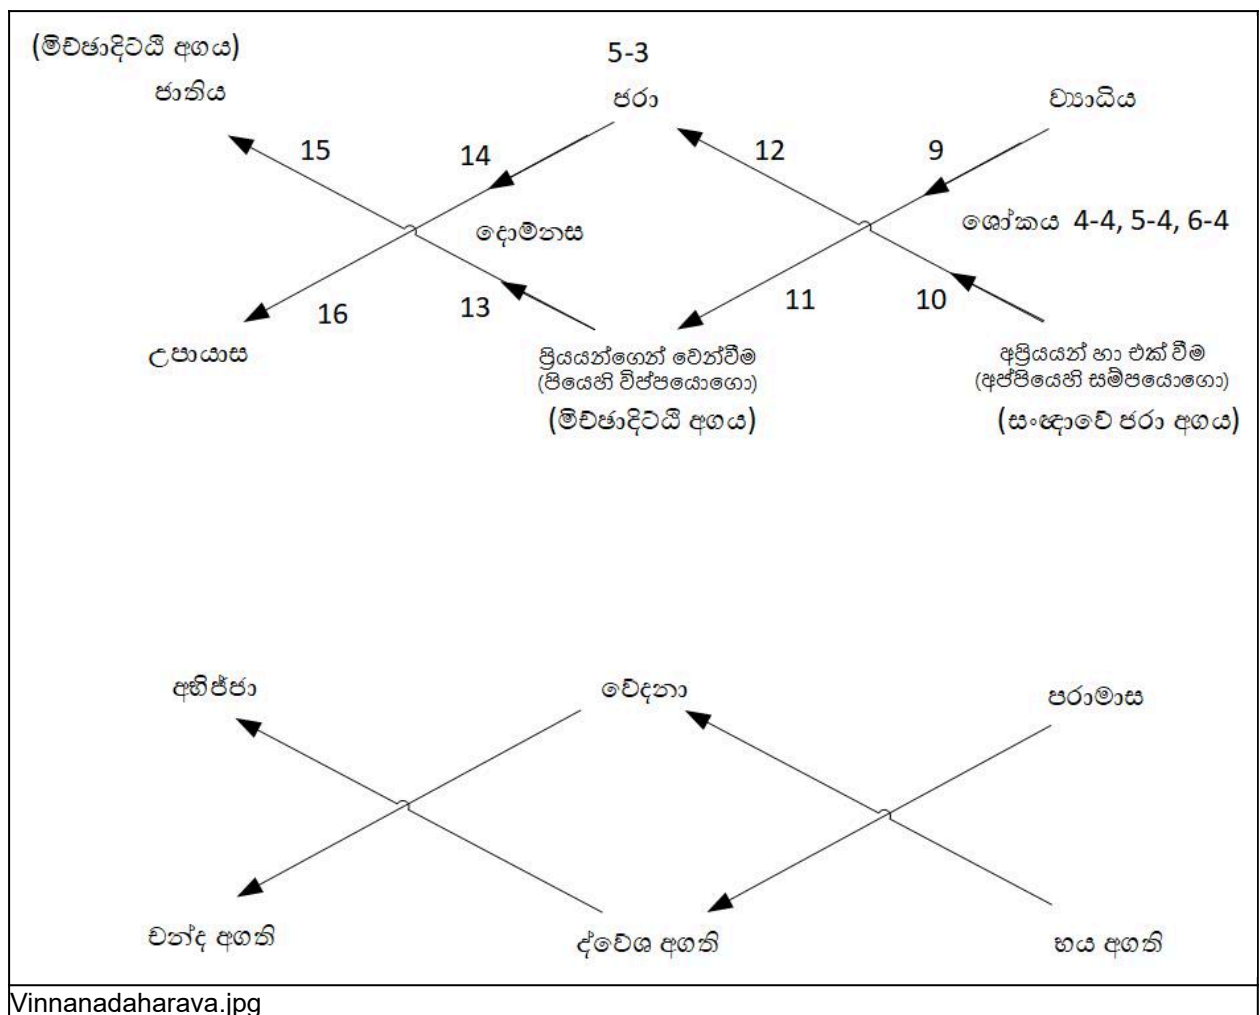 (මිච්ඡාදිට්ඨි අගය)
5-3
ජාතිය
ජරා
ව්‍යාධිය
15
14
12
9
දොම්නස
ශෝකය 4-4, 5-4, 6-4
16
13
11
10
උපායාස
ප්‍රියයන්ගෙන් වෙන්වීම
(පියෙහි විප්පයොගො)
(මිච්ඡාදිට්ඨි අගය)
අප්‍රියයන් හා එක් වීම
(අප්පියෙහි සම්පයොගො)
(සංඥාවේ ජරා අගය)
අභිජ්ජා
වේදනා
පරාමාස
චන්ද අගති
ද්වේශ අගති
භය අගති
Vinnanadaharava.jpg